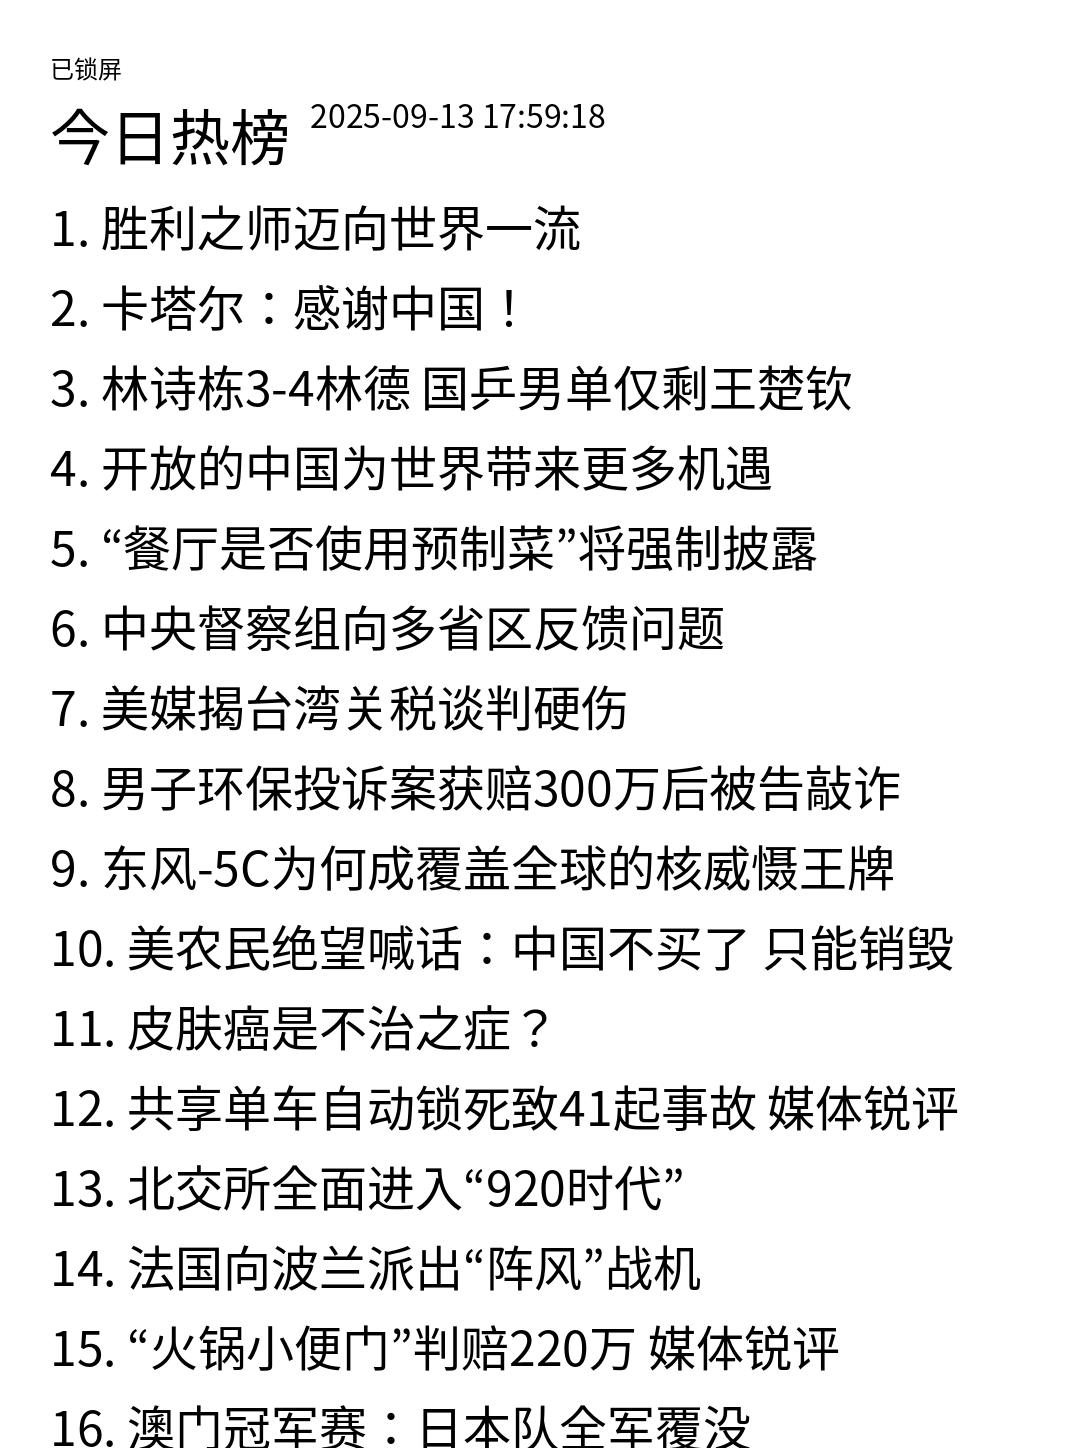 已锁屏
今日热榜 2025-09-13 17:59:18
1. 胜利之师迈向世界一流
2. 卡塔尔：感谢中国！
3. 林诗栋3-4林德 国乒男单仅剩王楚钦
4. 开放的中国为世界带来更多机遇
5. “餐厅是否使用预制菜”将强制披露
6. 中央督察组向多省区反馈问题
7. 美媒揭台湾关税谈判硬伤
8. 男子环保投诉案获赔300万后被告敲诈
9. 东风-5C为何成覆盖全球的核威慑王牌
10. 美农民绝望喊话：中国不买了 只能销毁
11. 皮肤癌是不治之症？
12. 共享单车自动锁死致41起事故 媒体锐评
13. 北交所全面进入“920时代”
14. 法国向波兰派出“阵风”战机
15. “火锅小便门”判赔220万 媒体锐评
16. 澳门冠军赛：日本队全军覆没